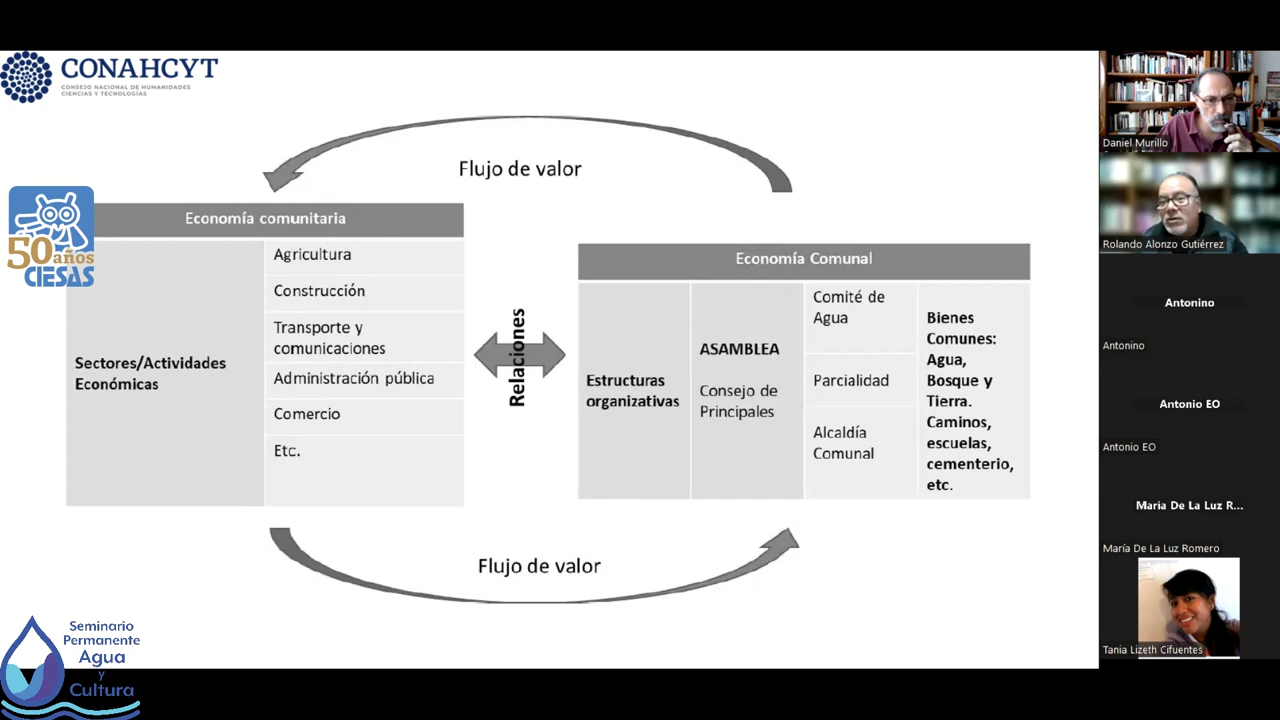 CONAHCYT
CONSEJO NACIONAL DE HUMANIDADES
CIENCIAS Y TECNOLOGÍAS
50 años
CIESAS
Flujo de valor
Economía comunitaria
Sectores/Actividades
Económicas
Agricultura
Construcción
Transporte y
comunicaciones
Administración pública
Comercio
Etc.
Relaciones
Economía Comunal
Estructuras
organizativas
ASAMBLEA
Consejo de
Principales
Comité de
Agua
Parcialidad
Alcaldía
Comunal
Bienes
Comunes:
Agua,
Bosque y
Tierra.
Caminos,
escuelas,
cementerio,
etc.
Flujo de valor
Seminario
Permanente
Agua
y
Cultura
Daniel Murillo
Rolando Alonzo Gutiérrez
Antonino
Antonino
Antonio EO
Antonio EO
María De La Luz R...
María De La Luz Romero
Tania Lizeth Cifuentes